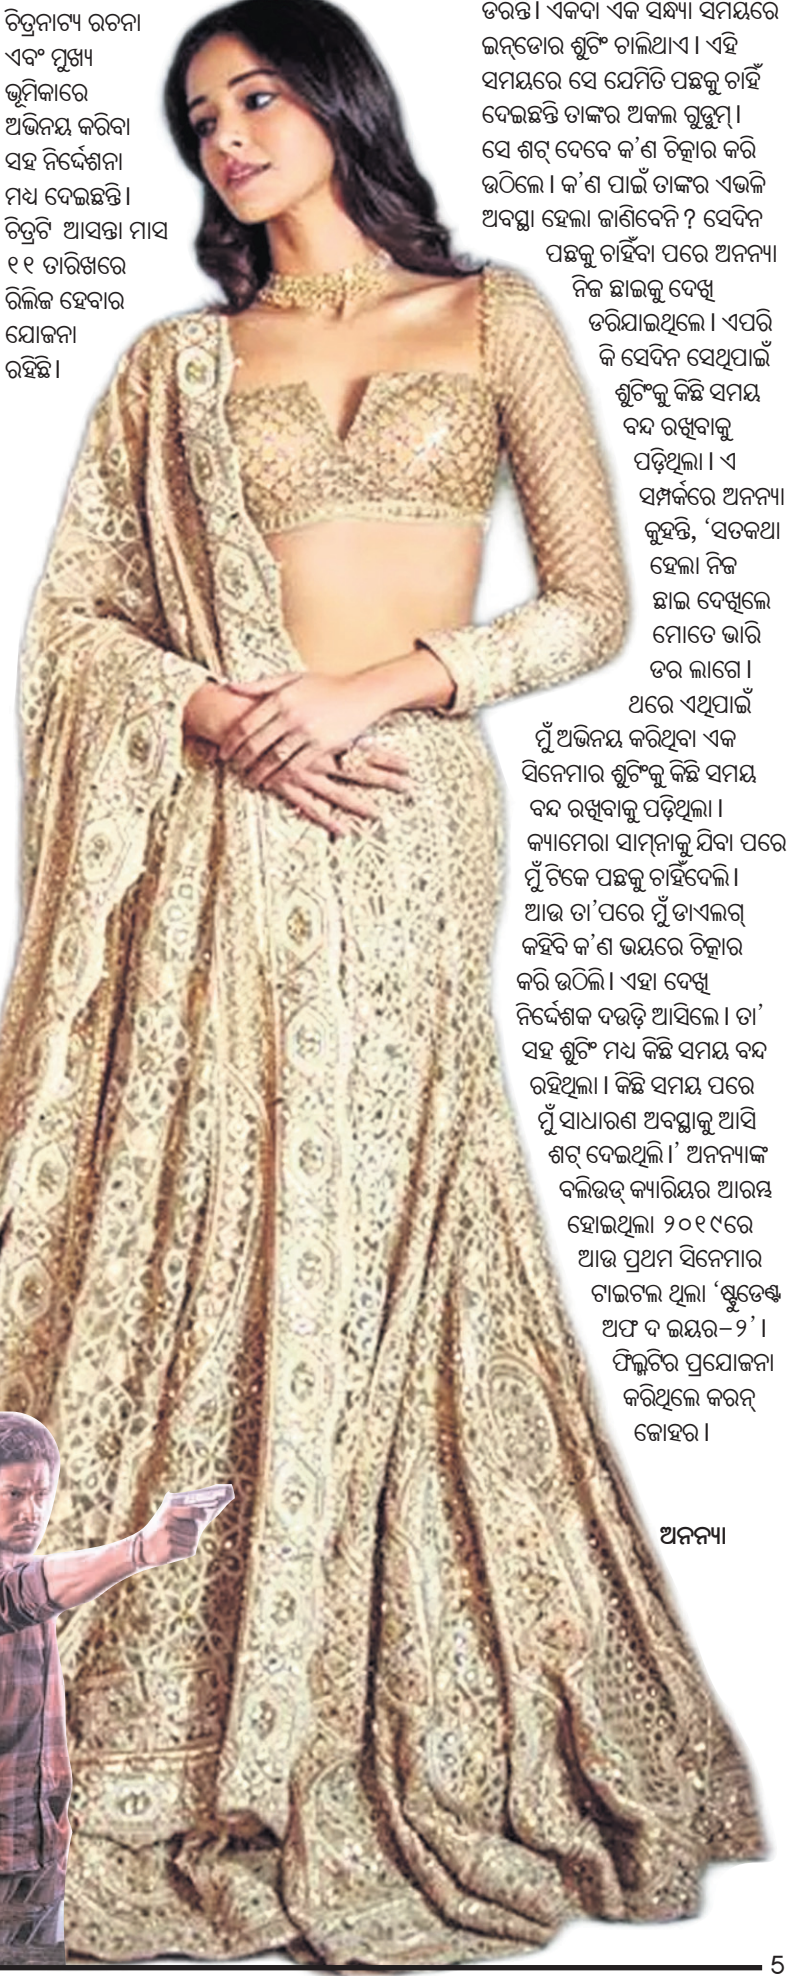 ଚିତ୍ରନାଟ୍ୟ ରଚନା
ଏବଂ ମୁଖ୍ୟ
ଭୂମିକାରେ
ଅଭିନୟ କରିବା
ସହ ନିର୍ଦ୍ଦେଶନା
ମଧ୍ୟ ଦେଇଛନ୍ତି।
ଚିତ୍ରଟି ଆସନ୍ତା ମାସ
୧୧ ତାରିଖରେ
ରିଲିଜ ହେବାର
ଯୋଜନା
ରହିଛି।
ଡରନ୍ତି। ଏକଦା ଏକ ସନ୍ଧ୍ୟା ସମୟରେ
ଇନ୍‌ଡୋର ଶୁଟିଂ ଚାଲିଥାଏ। ଏହି
ସମୟରେ ସେ ଯେମିତି ପଛକୁ ଚାହିଁ
ଦେଇଛନ୍ତି ତାଙ୍କର ଅକଲ ଗୁଡୁମ୍।
ସେ ଶଟ୍ ଦେବେ କ'ଣ ଚିତ୍କାର କରି
ଉଠିଲେ। କ'ଣ ପାଇଁ ତାଙ୍କର ଏଭଳି
ଅବସ୍ଥା ହେଲା ଜାଣିବେନି ? ସେଦିନ
ପଛକୁ ଚାହିଁବା ପରେ ଅନନ୍ୟା
ନିଜ ଛାଇକୁ ଦେଖି
ଡରିଯାଇଥିଲେ। ଏପରି
କି ସେଦିନ ସେଥିପାଇଁ
ଶୁଟିଂକୁ କିଛି ସମୟ
ବନ୍ଦ ରଖିବାକୁ
ପଡ଼ିଥିଲା। ଏ
ସମ୍ପର୍କରେ ଅନନ୍ୟା
କୁହନ୍ତି, ‘ସତକଥା
ହେଲା ନିଜ
ଛାଇ ଦେଖିଲେ
ମୋତେ ଭାରି
ଡର ଲାଗେ।
ଥରେ ଏଥିପାଇଁ
ମୁଁ ଅଭିନୟ କରିଥିବା ଏକ
ସିନେମାର ଶୁଟିଂକୁ କିଛି ସମୟ
ବନ୍ଦ ରଖିବାକୁ ପଡ଼ିଥିଲା।
କ୍ୟାମେରା ସାମ୍ନାକୁ ଯିବା ପରେ
ମୁଁ ଟିକେ ପଛକୁ ଚାହିଁଦେଲି।
ଆଉ ତା'ପରେ ମୁଁ ଡାଏଲଗ୍
କହିବି କ'ଣ ଭୟରେ ଚିତ୍କାର
କରି ଉଠିଲି। ଏହା ଦେଖି
ନିର୍ଦ୍ଦେଶକ ଦଉଡ଼ି ଆସିଲେ। ତା'
ସହ ଶୁଟିଂ ମଧ୍ୟ କିଛି ସମୟ ବନ୍ଦ
ରହିଥିଲା। କିଛି ସମୟ ପରେ
ମୁଁ ସାଧାରଣ ଅବସ୍ଥାକୁ ଆସି
ଶଟ୍ ଦେଇଥିଲି।’ ଅନନ୍ୟାଙ୍କ
ବଲିଉଡ୍ କ୍ୟାରିୟର ଆରମ୍ଭ
ହୋଇଥିଲା ୨୦୧୯ରେ
ଆଉ ପ୍ରଥମ ସିନେମାର
ଟାଇଟଲ ଥିଲା ‘ଷ୍ଟୁଡେଣ୍ଟ
ଅଫ ଦ ଇୟର-୨’।
ଫିଲ୍ମଟିର ପ୍ରଯୋଜନା
କରିଥିଲେ କରନ୍
ଜୋହର।
ଅନନ୍ୟା
5